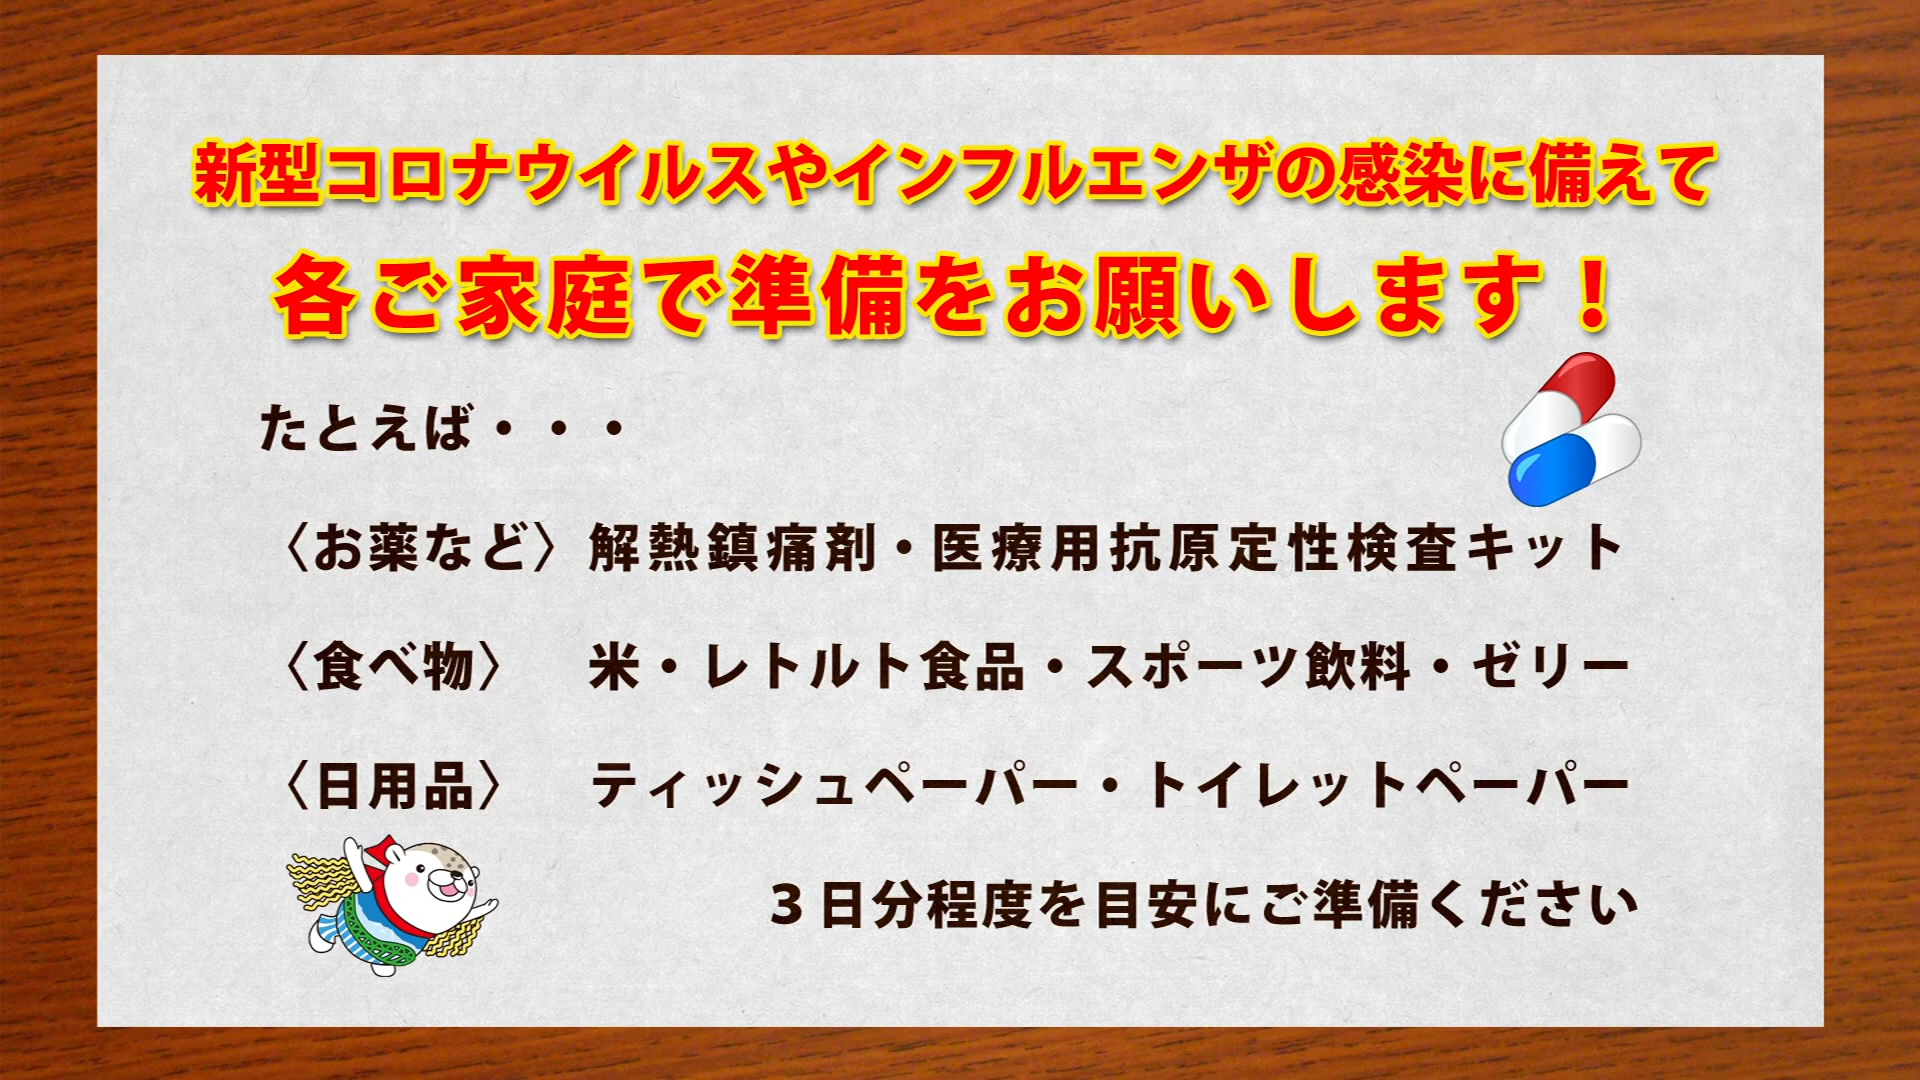 新型コロナウイルスやインフルエンザの感染に備えて
各ご家庭で準備をお願いします！
たとえば・・・
〈お薬など〉解熱鎮痛剤・医療用抗原定性検査キット
〈食べ物〉　米・レトルト食品・スポーツ飲料・ゼリー
〈日用品〉　ティッシュペーパー・トイレットペーパー
３日分程度を目安にご準備ください